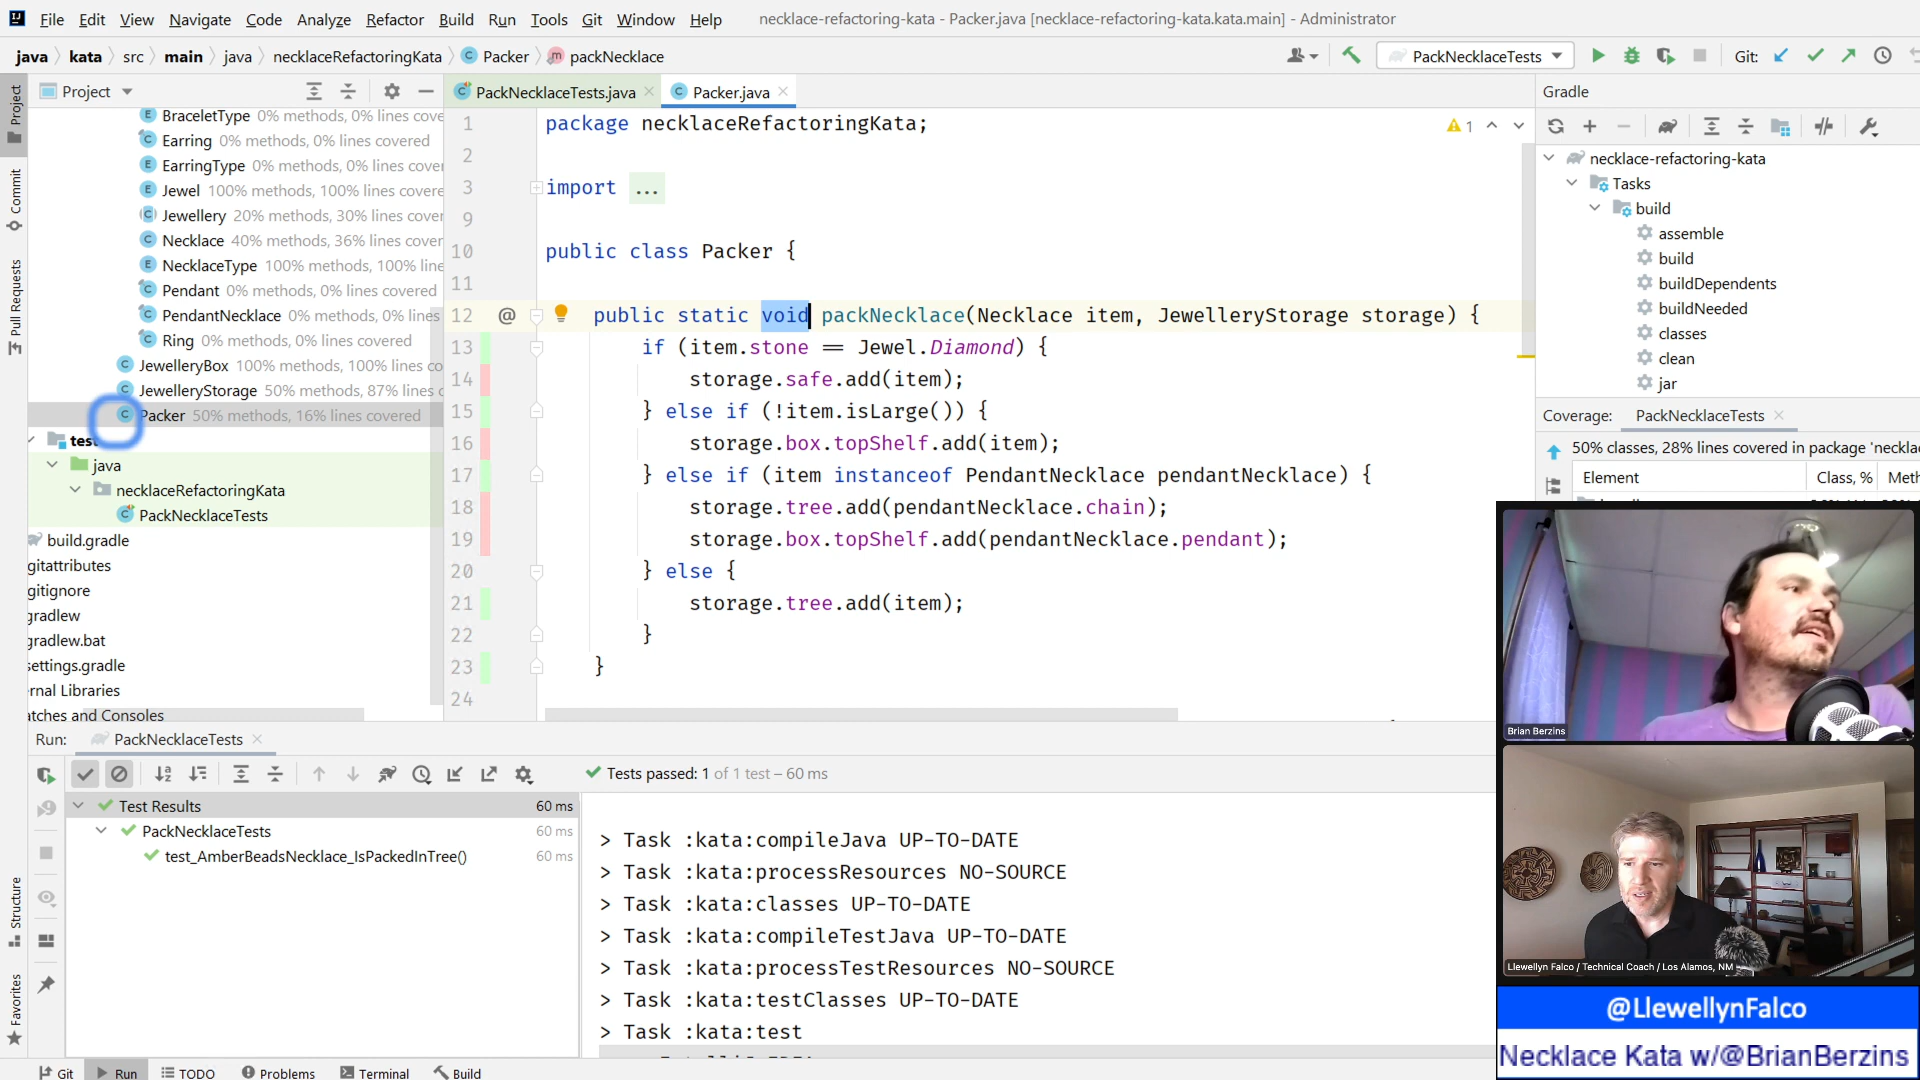 File Edit View Navigate Code Analyze Refactor Build Run Tools Git Window Help necklace-refactoring-kata - Packer.java [necklace-refactoring-kata.kata.main] - Administrator
java kata src main java necklaceRefactoringKata Packer packNecklace PackNecklaceTests Git:
Project
PackNecklaceTests.java Packer.java
Gradle
Project
Commit
Pull Requests
Structure
Favorites
BraceletType 0% methods, 0% lines cove
Earring 0% methods, 0% lines covered
EarringType 0% methods, 0% lines cover
Jewel 100% methods, 100% lines covere
Jewellery 20% methods, 30% lines cover
Necklace 40% methods, 36% lines cover
NecklaceType 100% methods, 100% line
Pendant 0% methods, 0% lines covered
PendantNecklace 0% methods, 0% lines
Ring 0% methods, 0% lines covered
JewelleryBox 100% methods, 100% lines co
JewelleryStorage 50% methods, 87% lines c
Packer 50% methods, 16% lines covered
test
java
necklaceRefactoringKata
PackNecklaceTests
build.gradle
gitattributes
gitignore
gradlew
gradlew.bat
settings.gradle
rnal Libraries
atches and Consoles
1 package necklaceRefactoringKata;
2
3 import ...
9
10 public class Packer {
11
12 @ public static void packNecklace(Necklace item, JewelleryStorage storage) {
13 if (item.stone == Jewel.Diamond) {
14 storage.safe.add(item);
15 } else if (!item.isLarge()) {
16 storage.box.topShelf.add(item);
17 } else if (item instanceof PendantNecklace pendantNecklace) {
18 storage.tree.add(pendantNecklace.chain);
19 storage.box.topShelf.add(pendantNecklace.pendant);
20 } else {
21 storage.tree.add(item);
22 }
23 }
24
1
necklace-refactoring-kata
Tasks
build
assemble
build
buildDependents
buildNeeded
classes
clean
jar
Coverage: PackNecklaceTests
50% classes, 28% lines covered in package 'neckla
Element Class, % Meth
Run: PackNecklaceTests
Tests passed: 1 of 1 test – 60 ms
Test Results 60 ms
PackNecklaceTests 60 ms
test_AmberBeadsNecklace_IsPackedInTree() 60 ms
> Task :kata:compileJava UP-TO-DATE
> Task :kata:processResources NO-SOURCE
> Task :kata:classes UP-TO-DATE
> Task :kata:compileTestJava UP-TO-DATE
> Task :kata:processTestResources NO-SOURCE
> Task :kata:testClasses UP-TO-DATE
> Task :kata:test
Brian Berzins
Llewellyn Falco / Technical Coach / Los Alamos, NM
@LlewellynFalco
Necklace Kata w/@BrianBerzins
Git Run TODO Problems Terminal Build